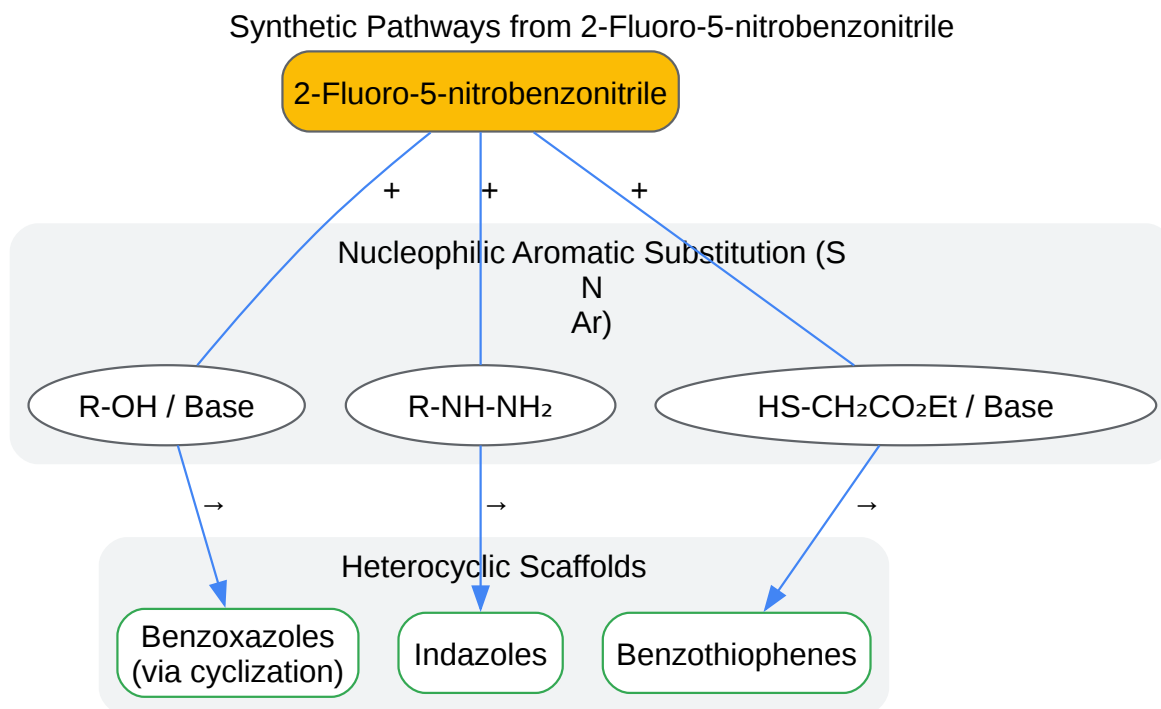 Synthetic Pathways from 2-Fluoro-5-nitrobenzonitrile
2-Fluoro-5-nitrobenzonitrile
+ + +
Nucleophilic Aromatic Substitution (S
N
Ar)
R-OH / Base R-NH-NH₂ HS-CH₂CO₂Et / Base
→ → →
Heterocyclic Scaffolds
Benzoxazoles
(via cyclization)
Indazoles
Benzothiophenes